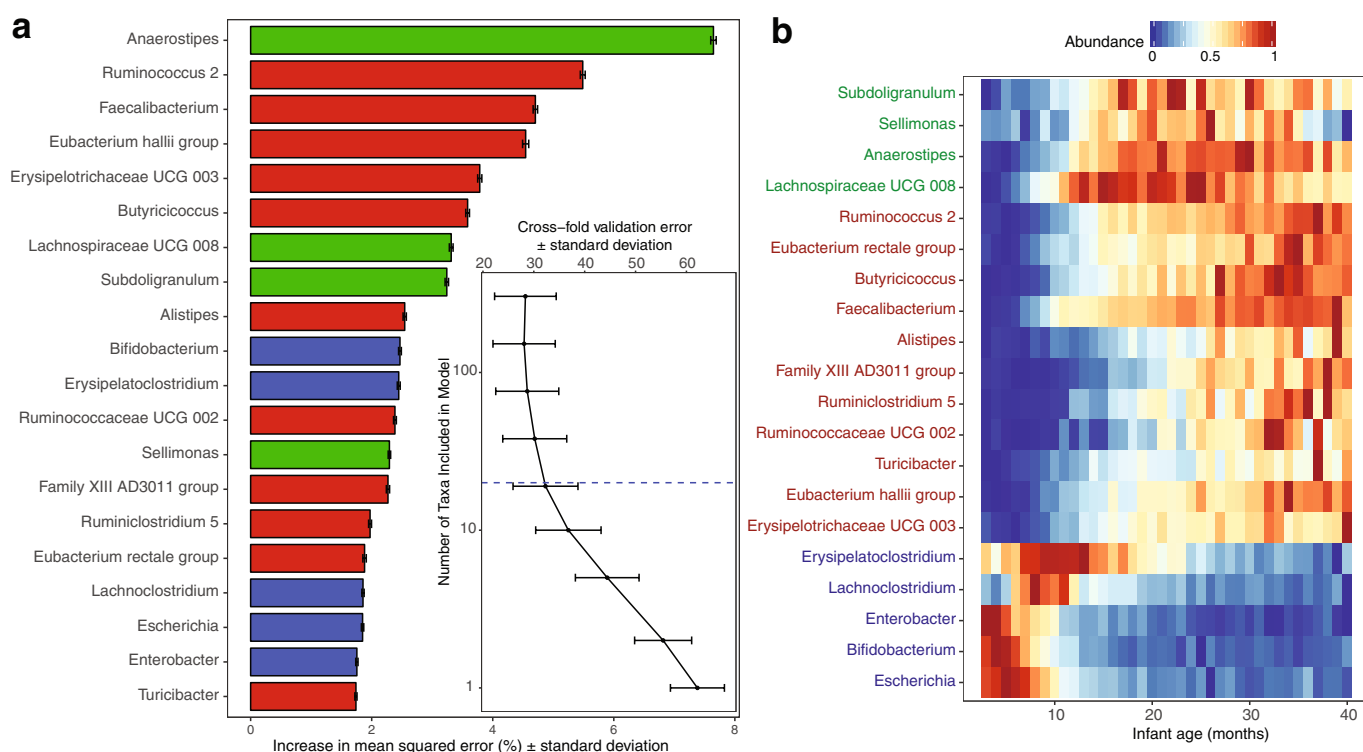 a
Anaerostipes
Ruminococcus 2
Faecalibacterium
Eubacterium hallii group
Erysipelotrichaceae UCG 003
Butyricicoccus
Lachnospiraceae UCG 008
Subdoligranulum
Alistipes
Bifidobacterium
Erysipelatoclostridium
Ruminococcaceae UCG 002
Sellimonas
Family XIII AD3011 group
Ruminiclostridium 5
Eubacterium rectale group
Lachnoclostridium
Escherichia
Enterobacter
Turicibacter
0 2 4 6 8
Increase in mean squared error (%) ± standard deviation
Cross−fold validation error
± standard deviation
20 30 40 50 60
Number of Taxa Included in Model
100
10
1
b
Abundance
0 0.5 1
Subdoligranulum
Sellimonas
Anaerostipes
Lachnospiraceae UCG 008
Ruminococcus 2
Eubacterium rectale group
Butyricicoccus
Faecalibacterium
Alistipes
Family XIII AD3011 group
Ruminiclostridium 5
Ruminococcaceae UCG 002
Turicibacter
Eubacterium hallii group
Erysipelotrichaceae UCG 003
Erysipelatoclostridium
Lachnoclostridium
Enterobacter
Bifidobacterium
Escherichia
10 20 30 40
Infant age (months)